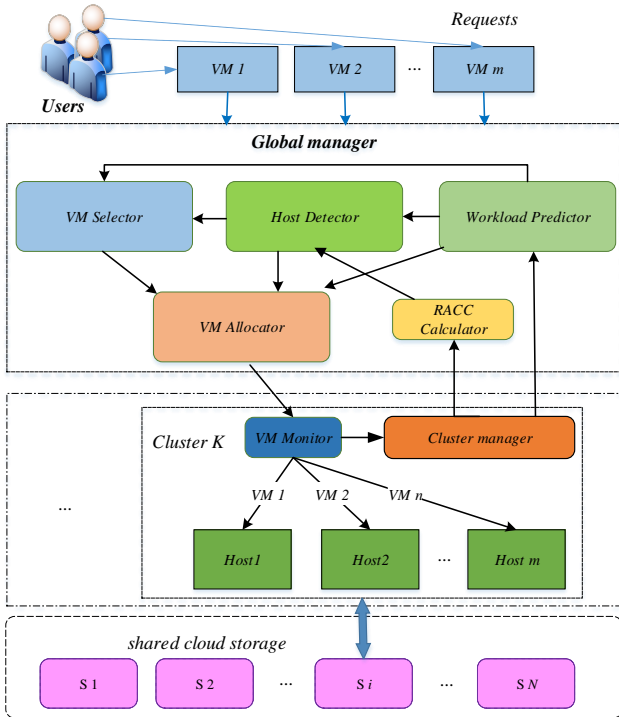 Requests
Users
VM 1
VM 2
...
VM m
Global manager
VM Selector
Host Detector
Workload Predictor
VM Allocator
RACC
Calculator
Cluster K
VM Monitor
Cluster manager
...
VM 1
VM 2
VM n
Host1
Host2
...
Host m
shared cloud storage
S 1
S 2
...
S i
...
S N